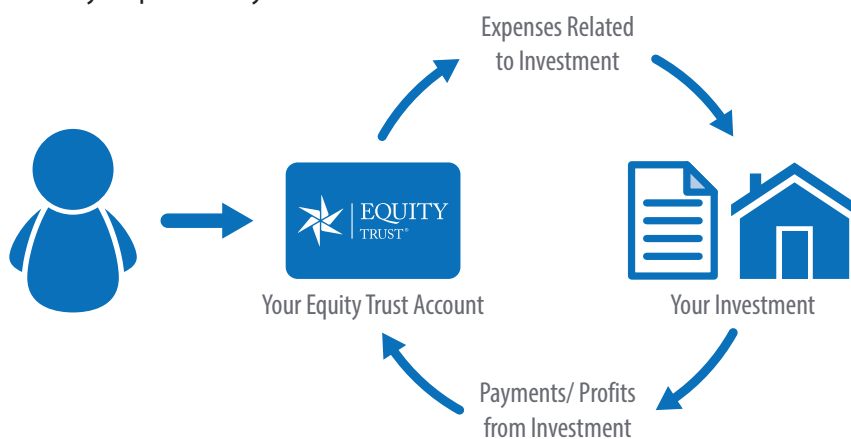 Expenses Related
to Investment
EQUITY
TRUST®
Your Equity Trust Account
Your Investment
Payments/ Profits
from Investment